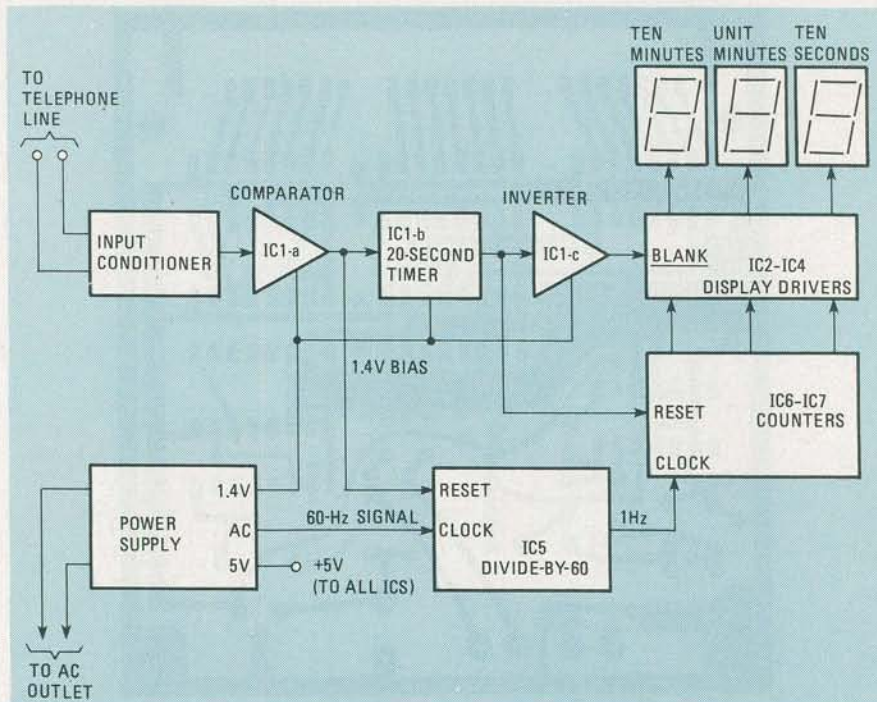 TEN
MINUTES
UNIT
MINUTES
TEN
SECONDS
TO
TELEPHONE
LINE
COMPARATOR
INVERTER
INPUT
CONDITIONER
IC1-a
IC1-b
20-SECOND
TIMER
IC1-c
BLANK
IC2-IC4
DISPLAY DRIVERS
1.4V BIAS
RESET
IC6-IC7
COUNTERS
CLOCK
POWER
SUPPLY
1.4V
AC
5V
60-Hz SIGNAL
+5V
(TO ALL ICS)
RESET
CLOCK
IC5
DIVIDE-BY-60
1Hz
TO AC
OUTLET